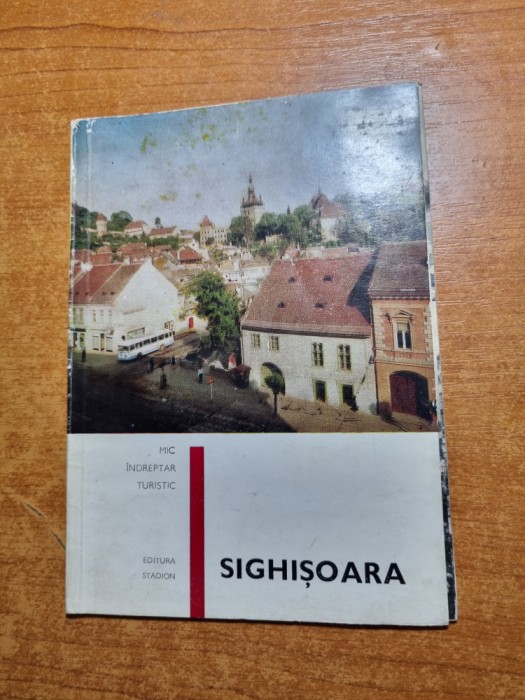 MIC
ÎNDREPTAR
TURISTIC
EDITURA
STADION
SIGHIȘOARA